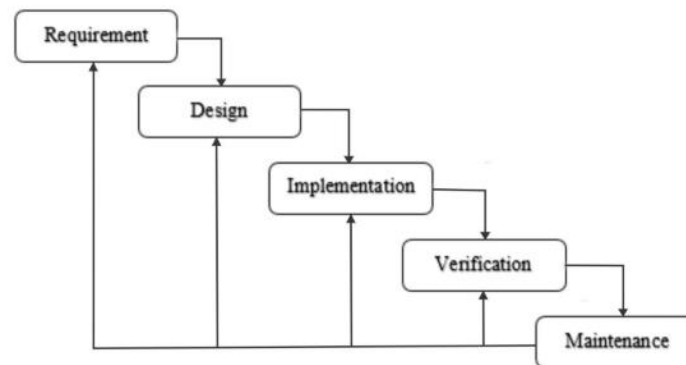 Requirement
Design
Implementation
Verification
Maintenance